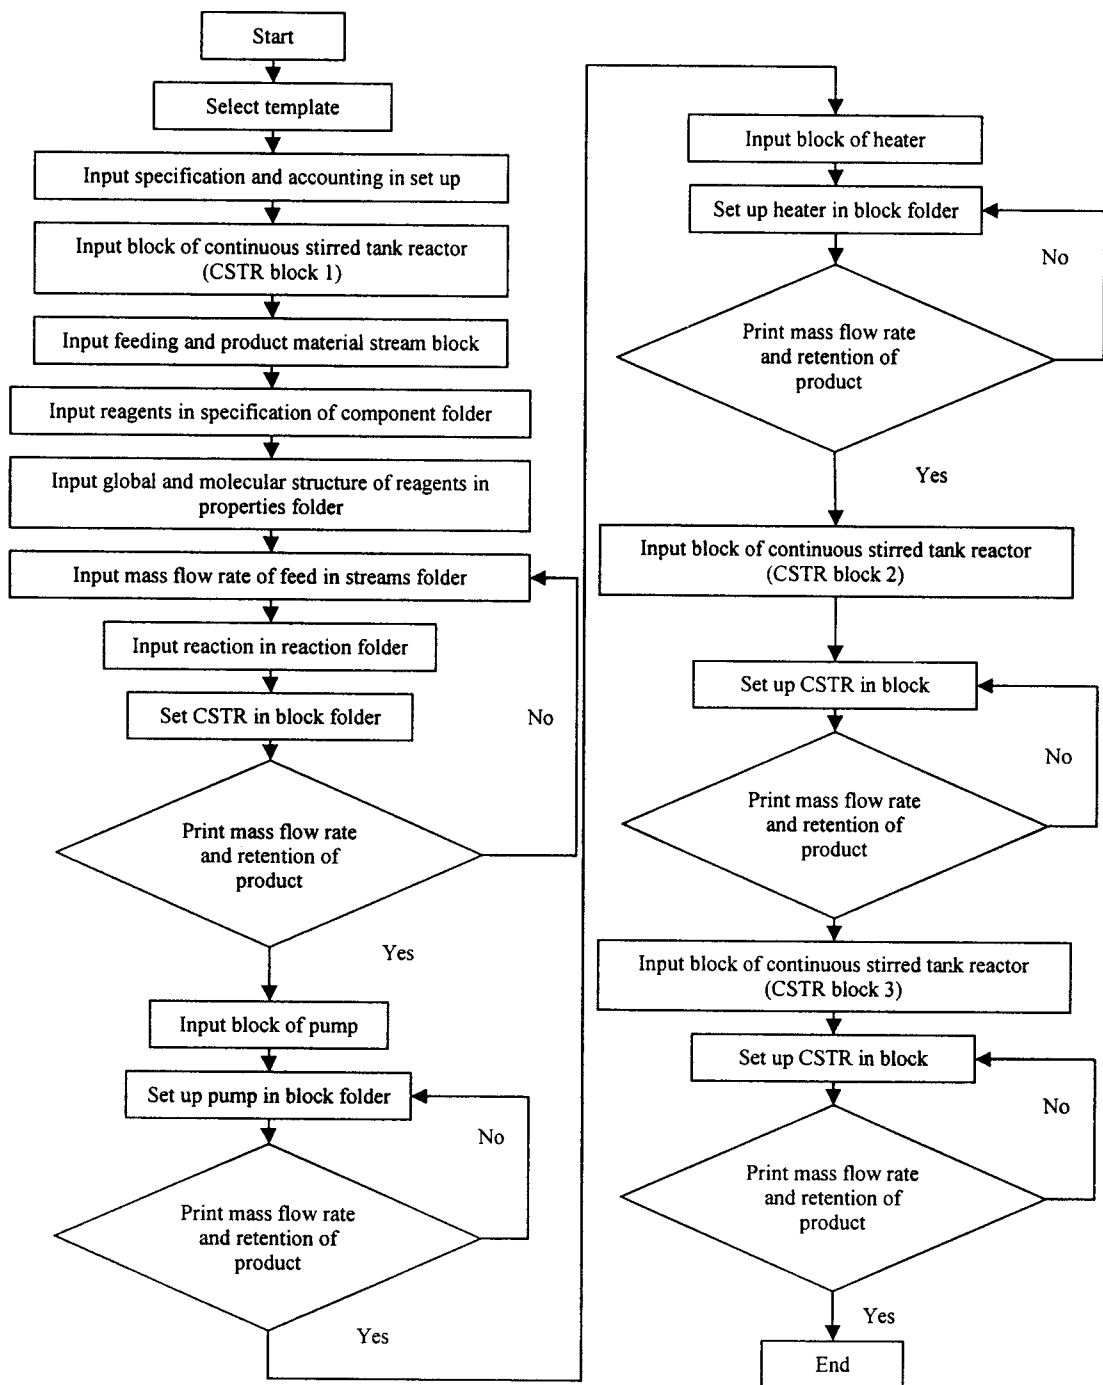 Start
Select template
Input specification and accounting in set up
Input block of continuous stirred tank reactor
(CSTR block 1)
Input feeding and product material stream block
Input reagents in specification of component folder
Input global and molecular structure of reagents in
properties folder
Input mass flow rate of feed in streams folder
Input reaction in reaction folder
Set CSTR in block folder
No
Print mass flow rate
and retention of
product
Yes
Input block of pump
Set up pump in block folder
No
Print mass flow rate
and retention of
product
Yes
Input block of heater
Set up heater in block folder
No
Print mass flow rate
and retention of
product
Yes
Input block of continuous stirred tank reactor
(CSTR block 2)
Set up CSTR in block
No
Print mass flow rate
and retention of
product
Input block of continuous stirred tank reactor
(CSTR block 3)
Set up CSTR in block
No
Print mass flow rate
and retention of
product
Yes
End